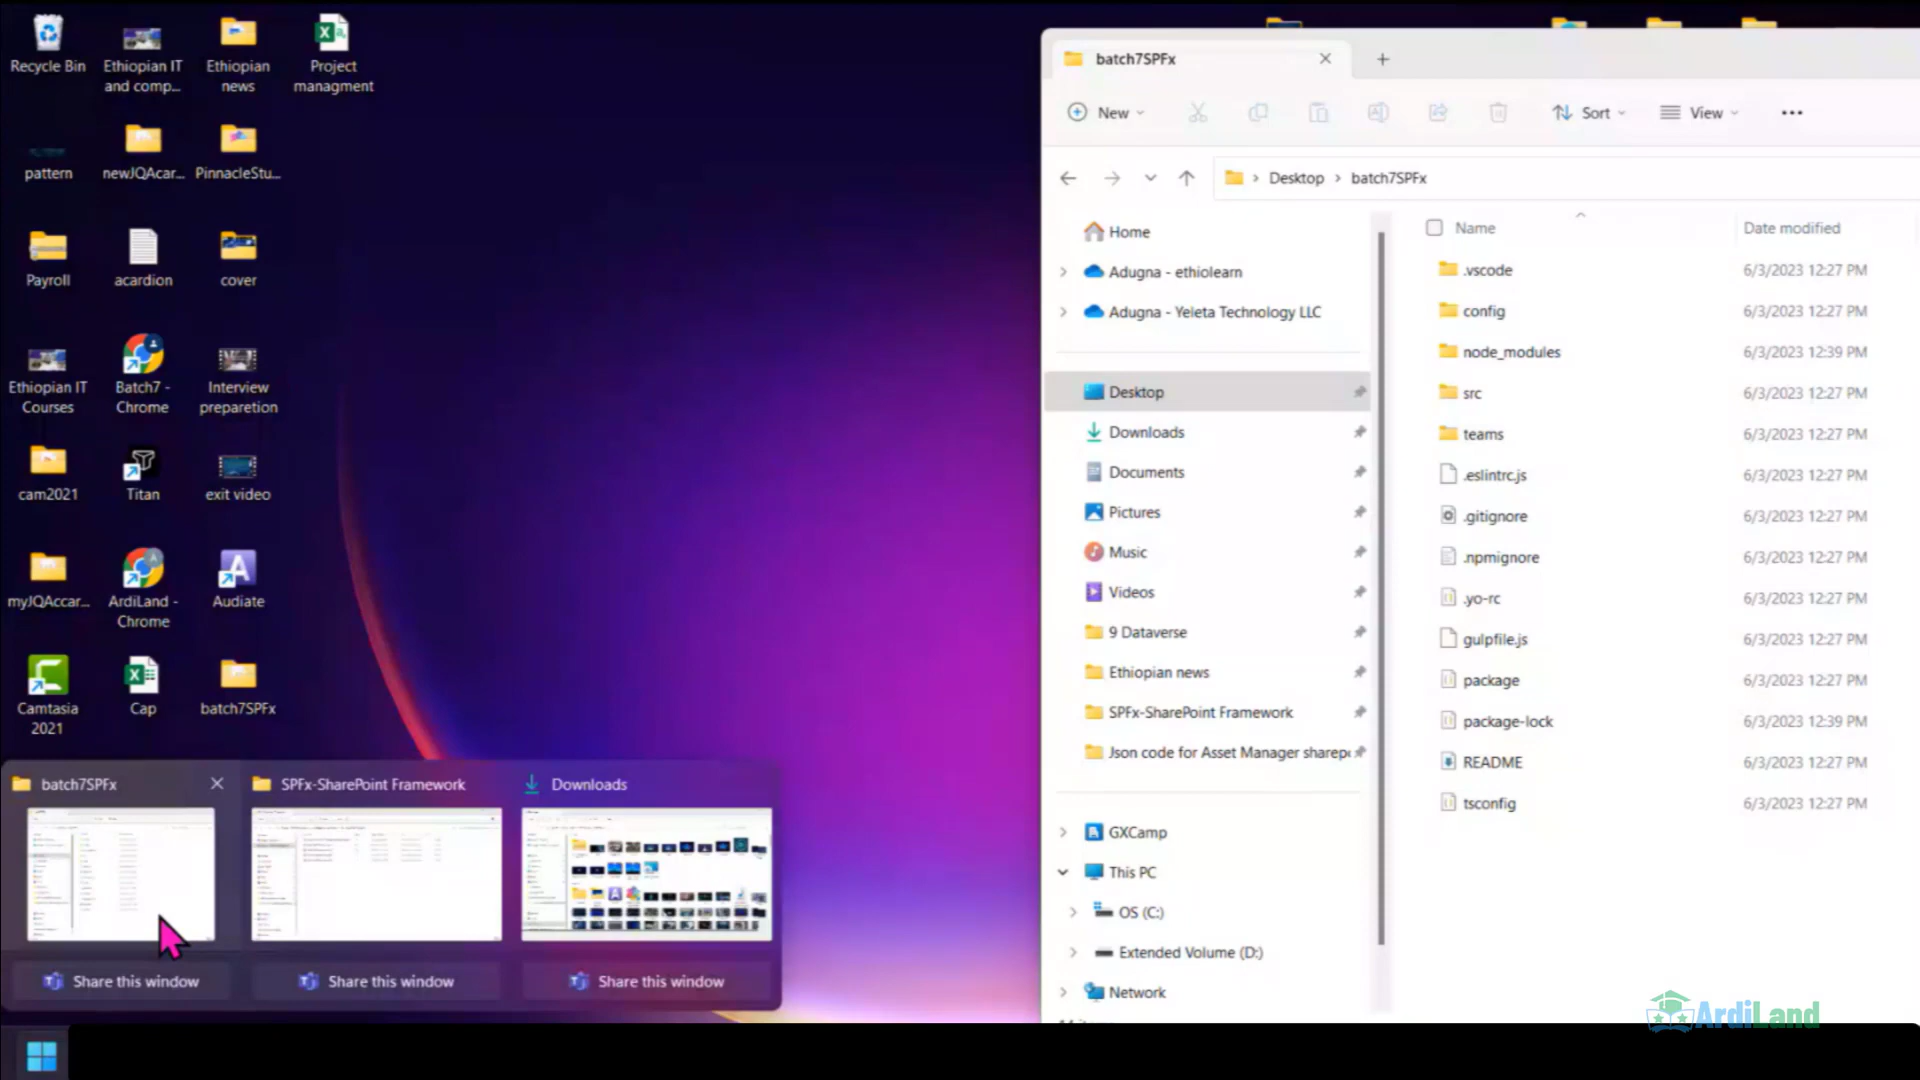 Recycle Bin
Ethiopian IT
and comp...
Ethiopian
news
Project
managment
pattern
newJQAcar...
PinnacleStu...
Payroll
acardion
cover
Ethiopian IT
Courses
Batch7 -
Chrome
Interview
preparetion
cam2021
Titan
exit video
myJQAccar...
ArdiLand -
Chrome
Audiate
Camtasia
2021
Cap
batch7SPFx
batch7SPFx
SPFx-SharePoint Framework
Downloads
Share this window
Share this window
Share this window
batch7SPFx
New
Sort
View
Desktop
batch7SPFx
Home
Adugna - ethiolearn
Adugna - Yeleta Technology LLC
Desktop
Downloads
Documents
Pictures
Music
Videos
9 Dataverse
Ethiopian news
SPFx-SharePoint Framework
Json code for Asset Manager sharep
GXCamp
This PC
OS (C:)
Extended Volume (D:)
Network
Name
Date modified
.vscode
6/3/2023 12:27 PM
config
6/3/2023 12:27 PM
node_modules
6/3/2023 12:39 PM
src
6/3/2023 12:27 PM
teams
6/3/2023 12:27 PM
.eslintrc.js
6/3/2023 12:27 PM
.gitignore
6/3/2023 12:27 PM
.npmignore
6/3/2023 12:27 PM
.yo-rc
6/3/2023 12:27 PM
gulpfile.js
6/3/2023 12:27 PM
package
6/3/2023 12:27 PM
package-lock
6/3/2023 12:39 PM
README
6/3/2023 12:27 PM
tsconfig
6/3/2023 12:27 PM
ArdiLand